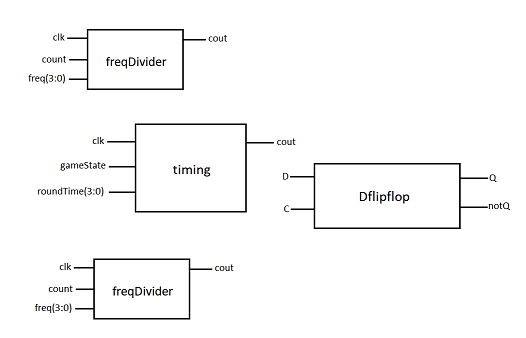 clk
cout
count
freqDivider
freq(3:0)
clk
cout
gameState
timing
roundTime(3:0)
D
Q
Dflipflop
C
notQ
clk
cout
count
freqDivider
freq(3:0)